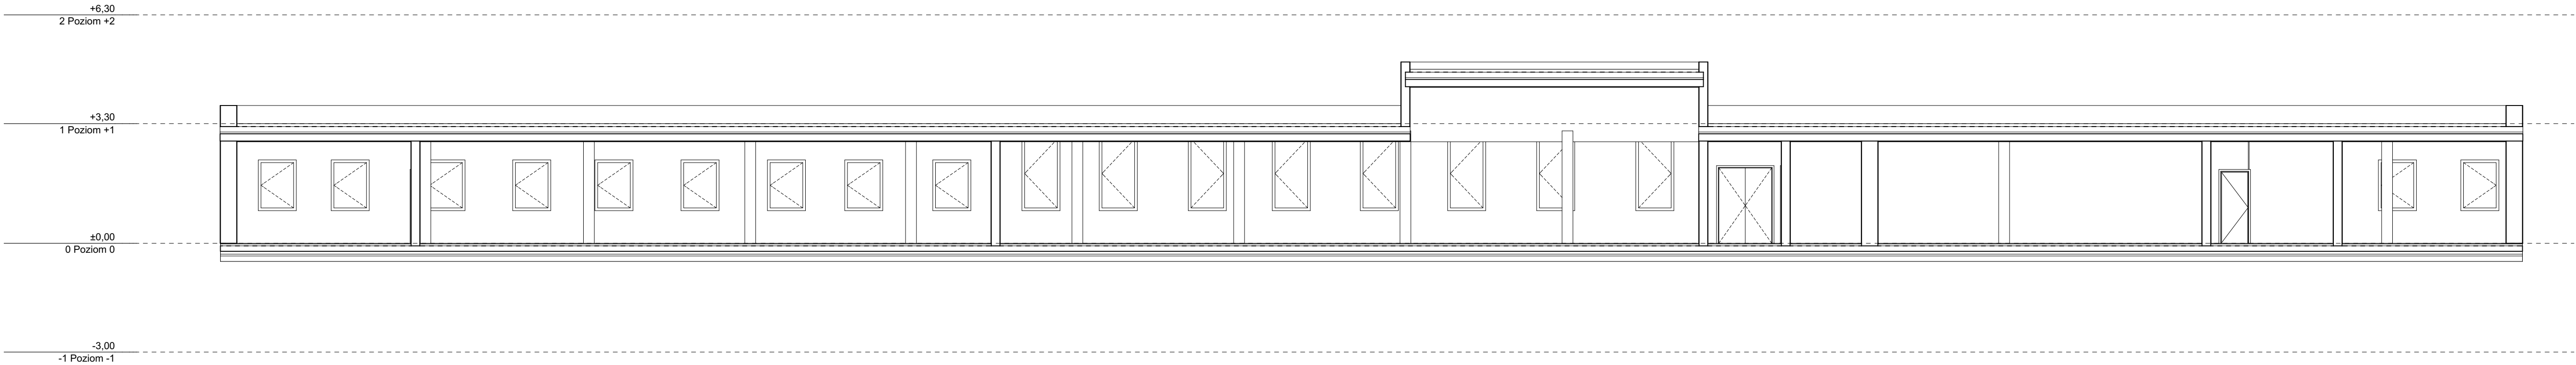 +6,30
2 Poziom +2
+3,30
1 Poziom +1
±0,00
0 Poziom 0
-3,00
-1 Poziom -1